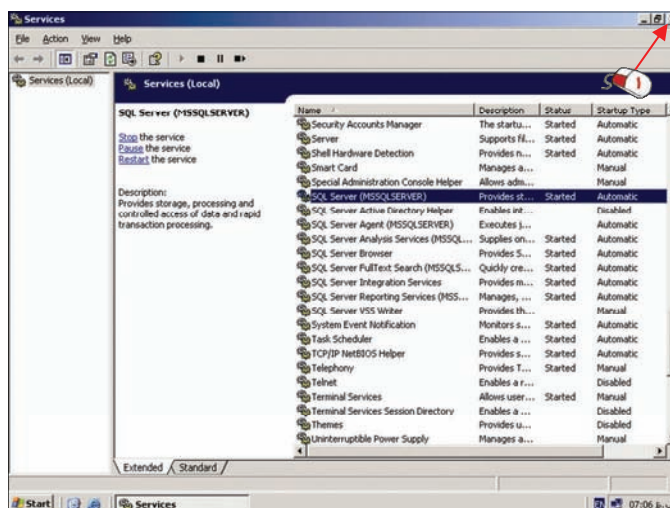 Services
File Action View Help
Services (Local)
Services (Local)
SQL Server (MSSQLSERVER)
Stop the service
Pause the service
Restart the service
Description:
Provides storage, processing and
controlled access of data and rapid
transaction processing.
Name Description Status Startup Type
Security Accounts Manager The startu... Started Automatic
Server Supports fil... Started Automatic
Shell Hardware Detection Provides n... Started Automatic
Smart Card Manages a... Manual
Special Administration Console Helper Allows adm... Manual
SQL Server (MSSQLSERVER) Provides st... Started Automatic
SQL Server Active Directory Helper Enables int... Disabled
SQL Server Agent (MSSQLSERVER) Executes j... Automatic
SQL Server Analysis Services (MSSQL... Supplies on... Started Automatic
SQL Server Browser Provides S... Started Automatic
SQL Server FullText Search (MSSQLS... Quickly cre... Started Automatic
SQL Server Integration Services Provides m... Started Automatic
SQL Server Reporting Services (MSS... Manages, ... Started Automatic
SQL Server VSS Writer Provides th... Manual
System Event Notification Monitors s... Started Automatic
Task Scheduler Enables a ... Started Automatic
TCP/IP NetBIOS Helper Provides s... Started Automatic
Telephony Provides T... Started Manual
Telnet Enables a r... Disabled
Terminal Services Allows user... Started Manual
Terminal Services Session Directory Enables a ... Disabled
Themes Provides u... Disabled
Uninterruptible Power Supply Manages a... Manual
Extended Standard
Start Services 07:06
١